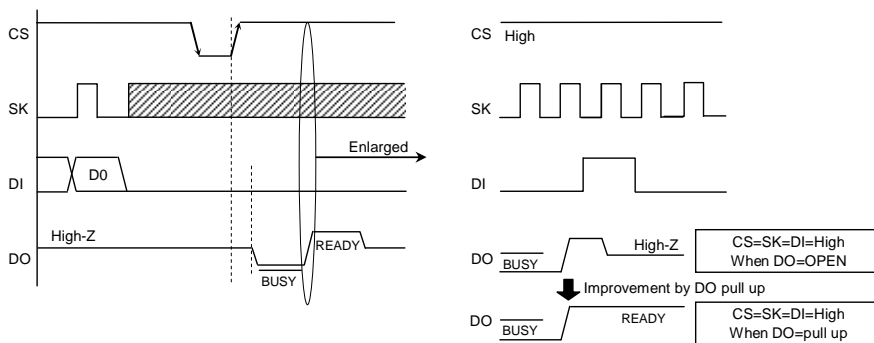 CS
SK
DI
D0
Enlarged
High-Z
DO
READY
BUSY
CS
High
SK
DI
DO
BUSY
High-Z
CS=SK=DI=High
When DO=OPEN
Improvement by DO pull up
DO
BUSY
READY
CS=SK=DI=High
When DO=pull up